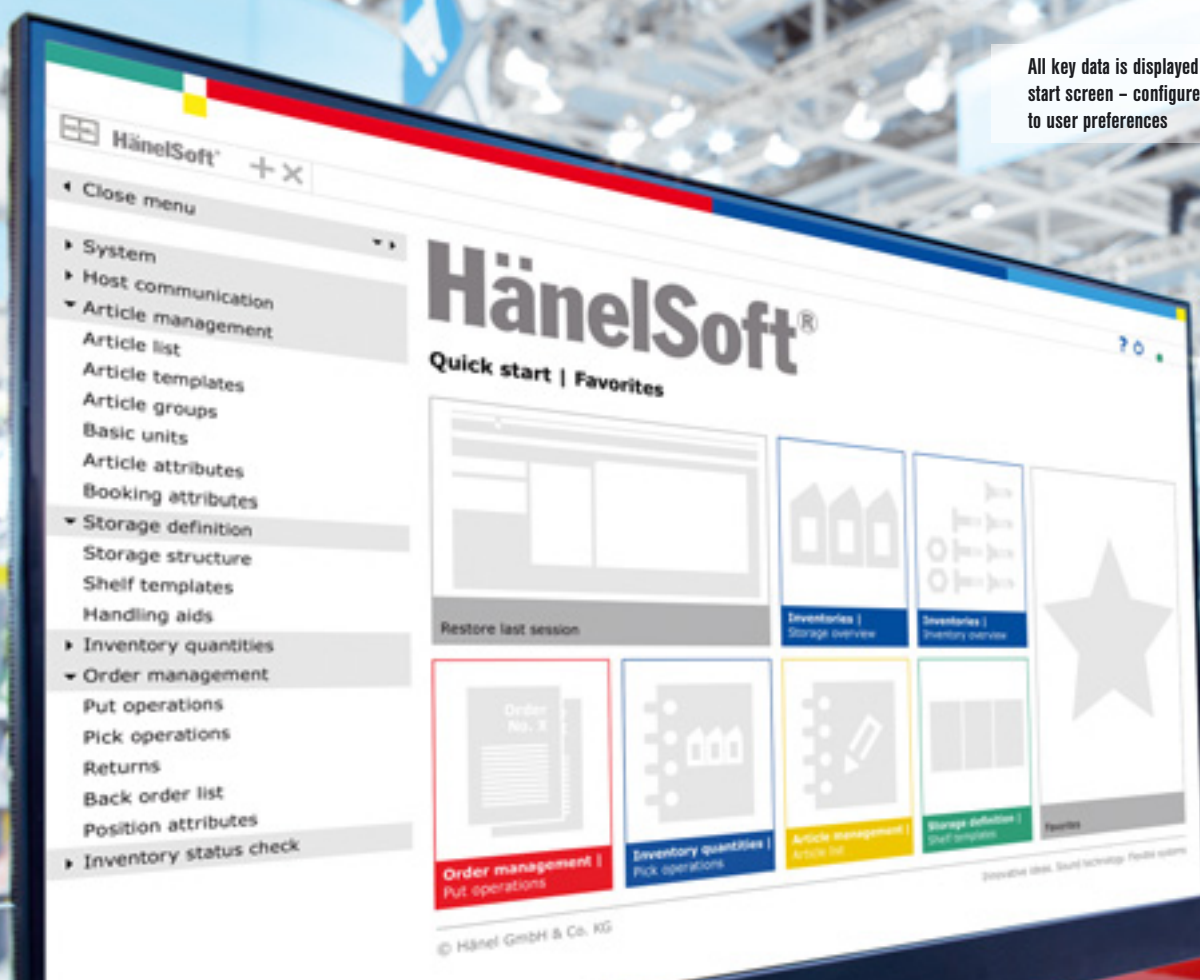 All key data is displayed
start screen – configure
to user preferences
HänelSoft®
Close menu
System
Host communication
Article management
Article list
Article templates
Article groups
Basic units
Article attributes
Booking attributes
Storage definition
Storage structure
Shelf templates
Handling aids
Inventory quantities
Order management
Put operations
Pick operations
Returns
Back order list
Position attributes
Inventory status check
HänelSoft®
?
Quick start | Favorites
Restore last session
Inventories |
Storage overview
Inventories |
Inventory overview
Favorites
Order
No. X
Order management |
Put operations
Inventory quantities |
Pick operations
Article management |
Article list
Storage definition |
Shelf templates
Innovative ideas. Sound technology. Flexible systems
© Hänel GmbH & Co. KG